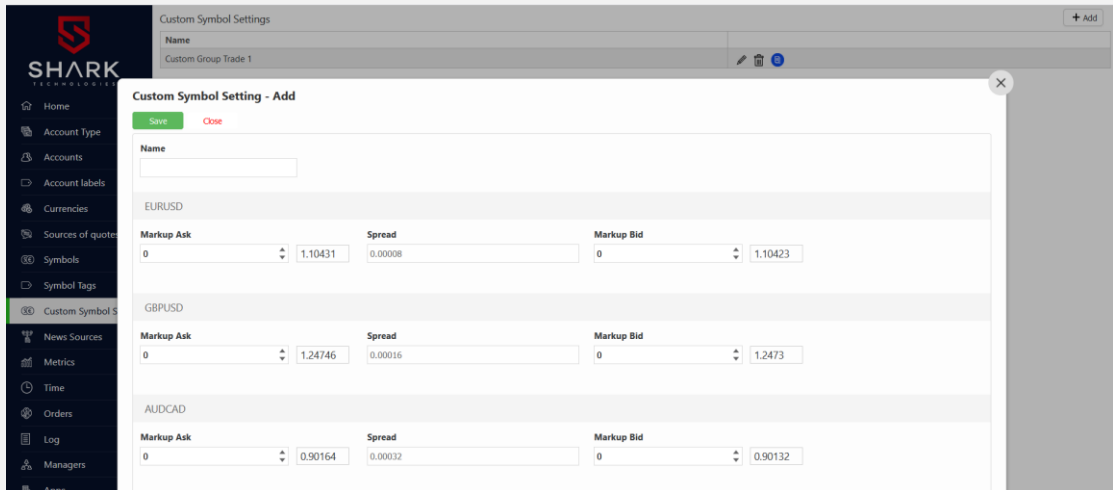 SHARK
TECHNOLOGIES
Custom Symbol Settings
+ Add
Name
Custom Group Trade 1
Home
Account Type
Accounts
Account labels
Currencies
Sources of quotes
Symbols
Symbol Tags
Custom Symbol S
News Sources
Metrics
Time
Orders
Log
Managers
Apps
Custom Symbol Setting - Add
Save Close
Name
EURUSD
Markup Ask Spread Markup Bid
0 1.10431 0.00008 0 1.10423
GBPUSD
Markup Ask Spread Markup Bid
0 1.24746 0.00016 0 1.2473
AUDCAD
Markup Ask Spread Markup Bid
0 0.90164 0.00032 0 0.90132